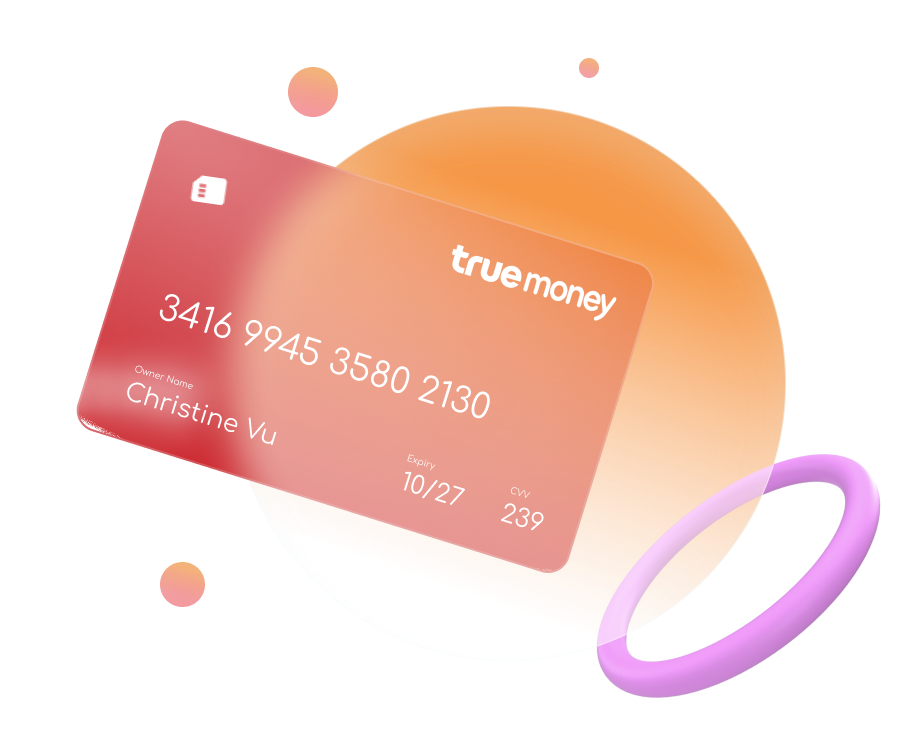 truemoney
3416 9945 3580 2130
Owner Name
Christine Vu
Expiry
10/27
CVV
239